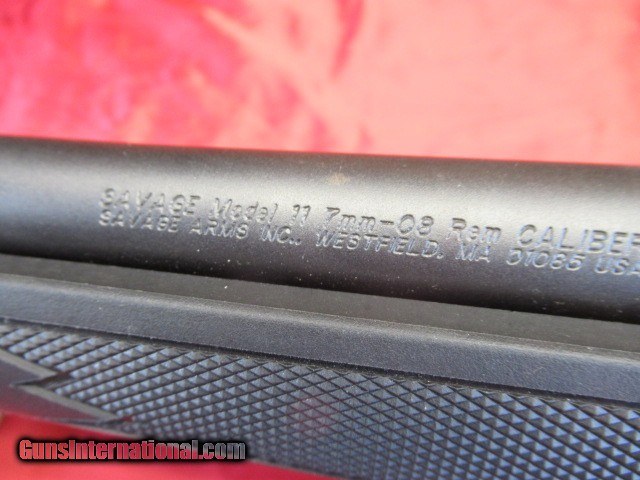 SAVAGE Model 11 7mm-08 Rem CALIBER
SAVAGE ARMS INC., WESTFIELD, MA 01085 USA
GunsInternational.com